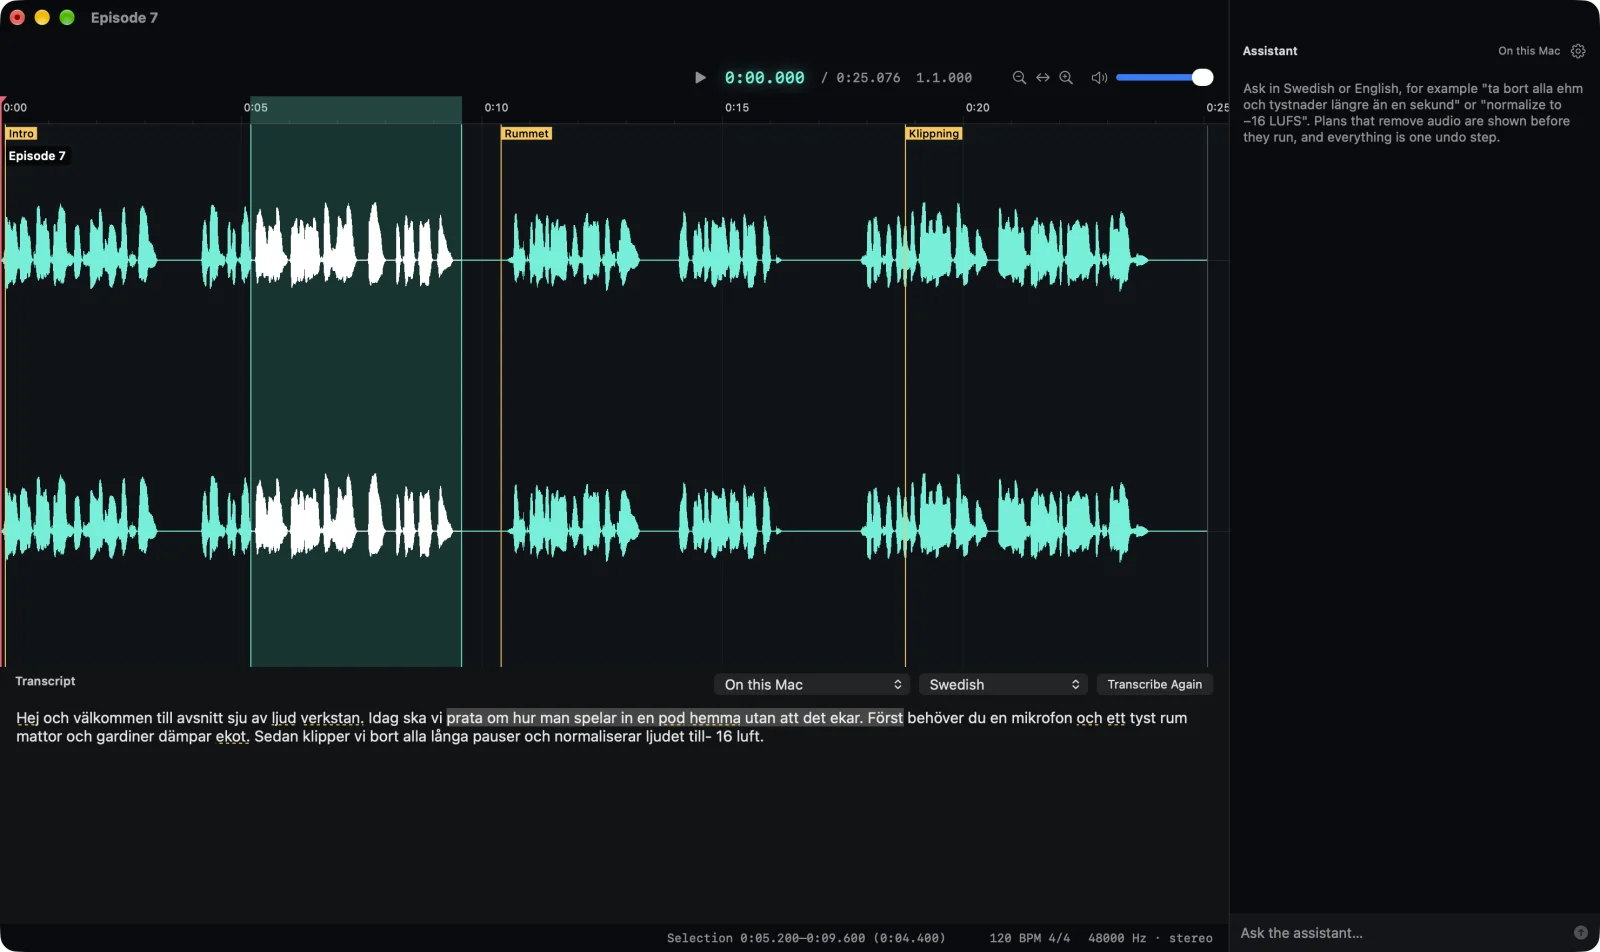 Episode 7
0:00.000 / 0:25.076 1.1.000
0:00 0:05 0:10 0:15 0:20 0:25
Intro Rummet Klippning
Episode 7
Transcript
On this Mac Swedish Transcribe Again
Hej och välkommen till avsnitt sju av ljud verkstan. Idag ska vi prata om hur man spelar in en pod hemma utan att det ekar. Först behöver du en mikrofon och ett tyst rum
mattor och gardiner dämpar ekot. Sedan klipper vi bort alla långa pauser och normaliserar ljudet till- 16 luft.
Selection 0:05.200–0:09.600 (0:04.400) 120 BPM 4/4 48000 Hz · stereo
Assistant On this Mac
Ask in Swedish or English, for example "ta bort alla ehm
och tystnader längre än en sekund" or "normalize to
−16 LUFS". Plans that remove audio are shown before
they run, and everything is one undo step.
Ask the assistant...